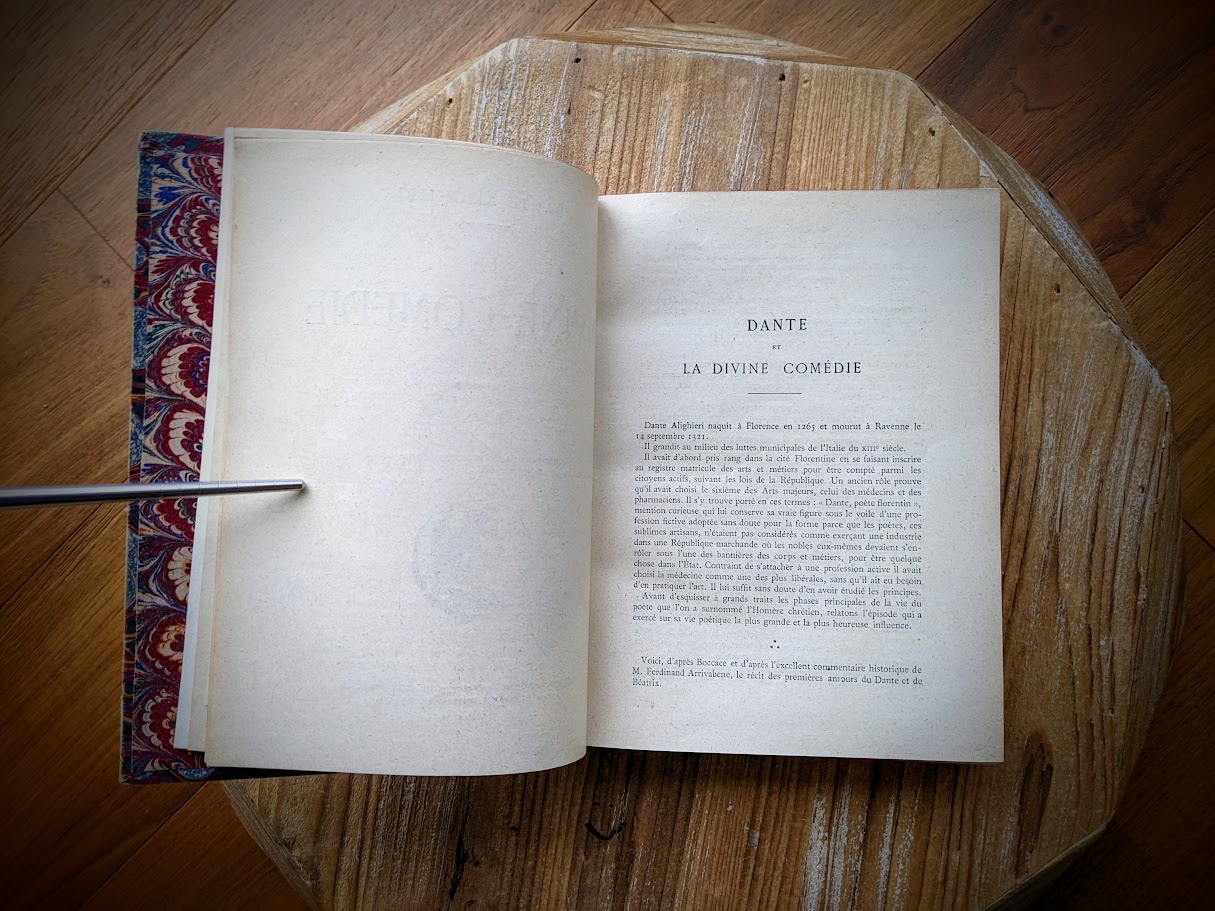 DANTE
ET
LA DIVINE COMÉDIE
Dante Alighieri naquit à Florence en 1265 et mourut à Ravenne le
14 septembre 1321.
Il grandit au milieu des luttes municipales de l'Italie du XIIIe siècle.
Il avait d'abord pris rang dans la cité Florentine en se faisant inscrire
au registre matricule des arts et métiers pour être compté parmi les
citoyens actifs, suivant les lois de la République. Un ancien rôle prouve
qu'il avait choisi le sixième des Arts majeurs, celui des médecins et des
pharmaciens. Il s'y trouve porté en ces termes : « Dante, poète florentin »,
mention curieuse qui lui conserve sa vraie figure sous le voile d'une pro-
fession fictive adoptée sans doute pour la forme parce que les poètes, ces
sublimes artisans, n'étaient pas considérés comme exerçant une industrie
dans une République marchande où les nobles eux-mêmes devaient s'en-
rôler sous l'une des bannières des corps et métiers, pour être quelque
chose dans l'État. Contraint de s'attacher à une profession active il avait
choisi la médecine comme une des plus libérales, sans qu'il ait eu besoin
d'en pratiquer l'art. Il lui suffit sans doute d'en avoir étudié les principes.
Avant d'esquisser à grands traits les phases principales de la vie du
poète que l'on a surnommé l'Homère chrétien, relatons l'épisode qui a
exercé sur sa vie poétique la plus grande et la plus heureuse influence.
Voici, d'après Boccace et d'après l'excellent commentaire historique de
M. Ferdinand Arrivabene, le récit des premières amours du Dante et de
Béatrix.